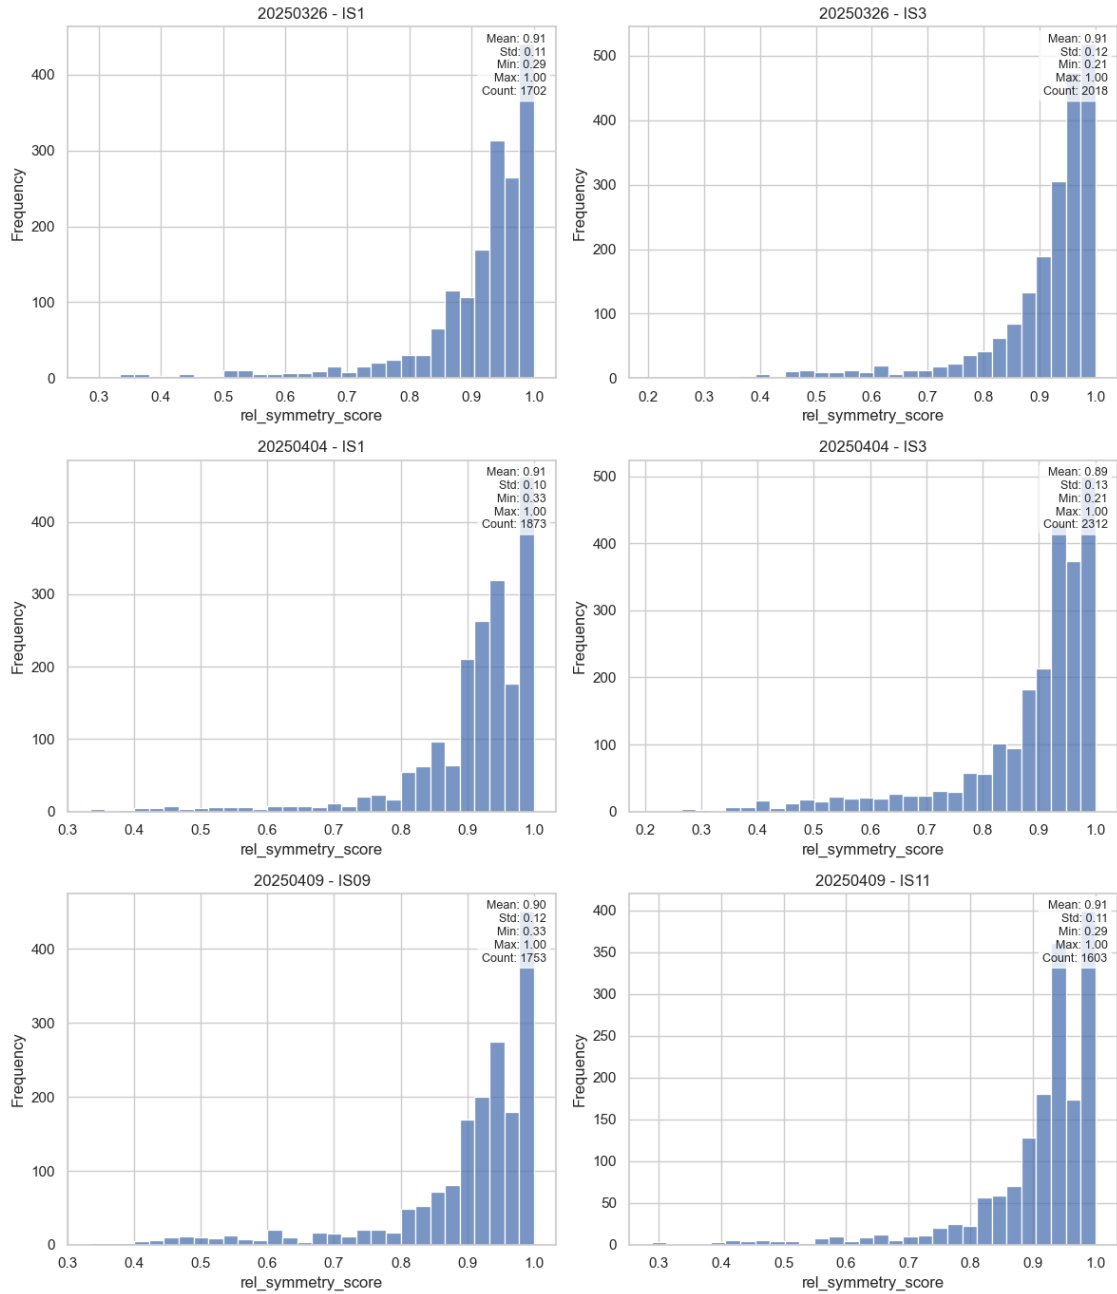 20250326 - IS1
Mean: 0.91
Std: 0.11
Min: 0.29
Max: 1.00
Count: 1702
400
300
200
100
0
Frequency
0.3 0.4 0.5 0.6 0.7 0.8 0.9 1.0
rel_symmetry_score
20250326 - IS3
Mean: 0.91
Std: 0.12
Min: 0.21
Max: 1.00
Count: 2018
500
400
300
200
100
0
Frequency
0.2 0.3 0.4 0.5 0.6 0.7 0.8 0.9 1.0
rel_symmetry_score
20250404 - IS1
Mean: 0.91
Std: 0.10
Min: 0.33
Max: 1.00
Count: 1873
400
300
200
100
0
Frequency
0.3 0.4 0.5 0.6 0.7 0.8 0.9 1.0
rel_symmetry_score
20250404 - IS3
Mean: 0.89
Std: 0.13
Min: 0.21
Max: 1.00
Count: 2312
500
400
300
200
100
0
Frequency
0.2 0.3 0.4 0.5 0.6 0.7 0.8 0.9 1.0
rel_symmetry_score
20250409 - IS09
Mean: 0.90
Std: 0.12
Min: 0.33
Max: 1.00
Count: 1753
400
300
200
100
0
Frequency
0.3 0.4 0.5 0.6 0.7 0.8 0.9 1.0
rel_symmetry_score
20250409 - IS11
Mean: 0.91
Std: 0.11
Min: 0.29
Max: 1.00
Count: 1603
400
350
300
250
200
150
100
50
0
Frequency
0.3 0.4 0.5 0.6 0.7 0.8 0.9 1.0
rel_symmetry_score